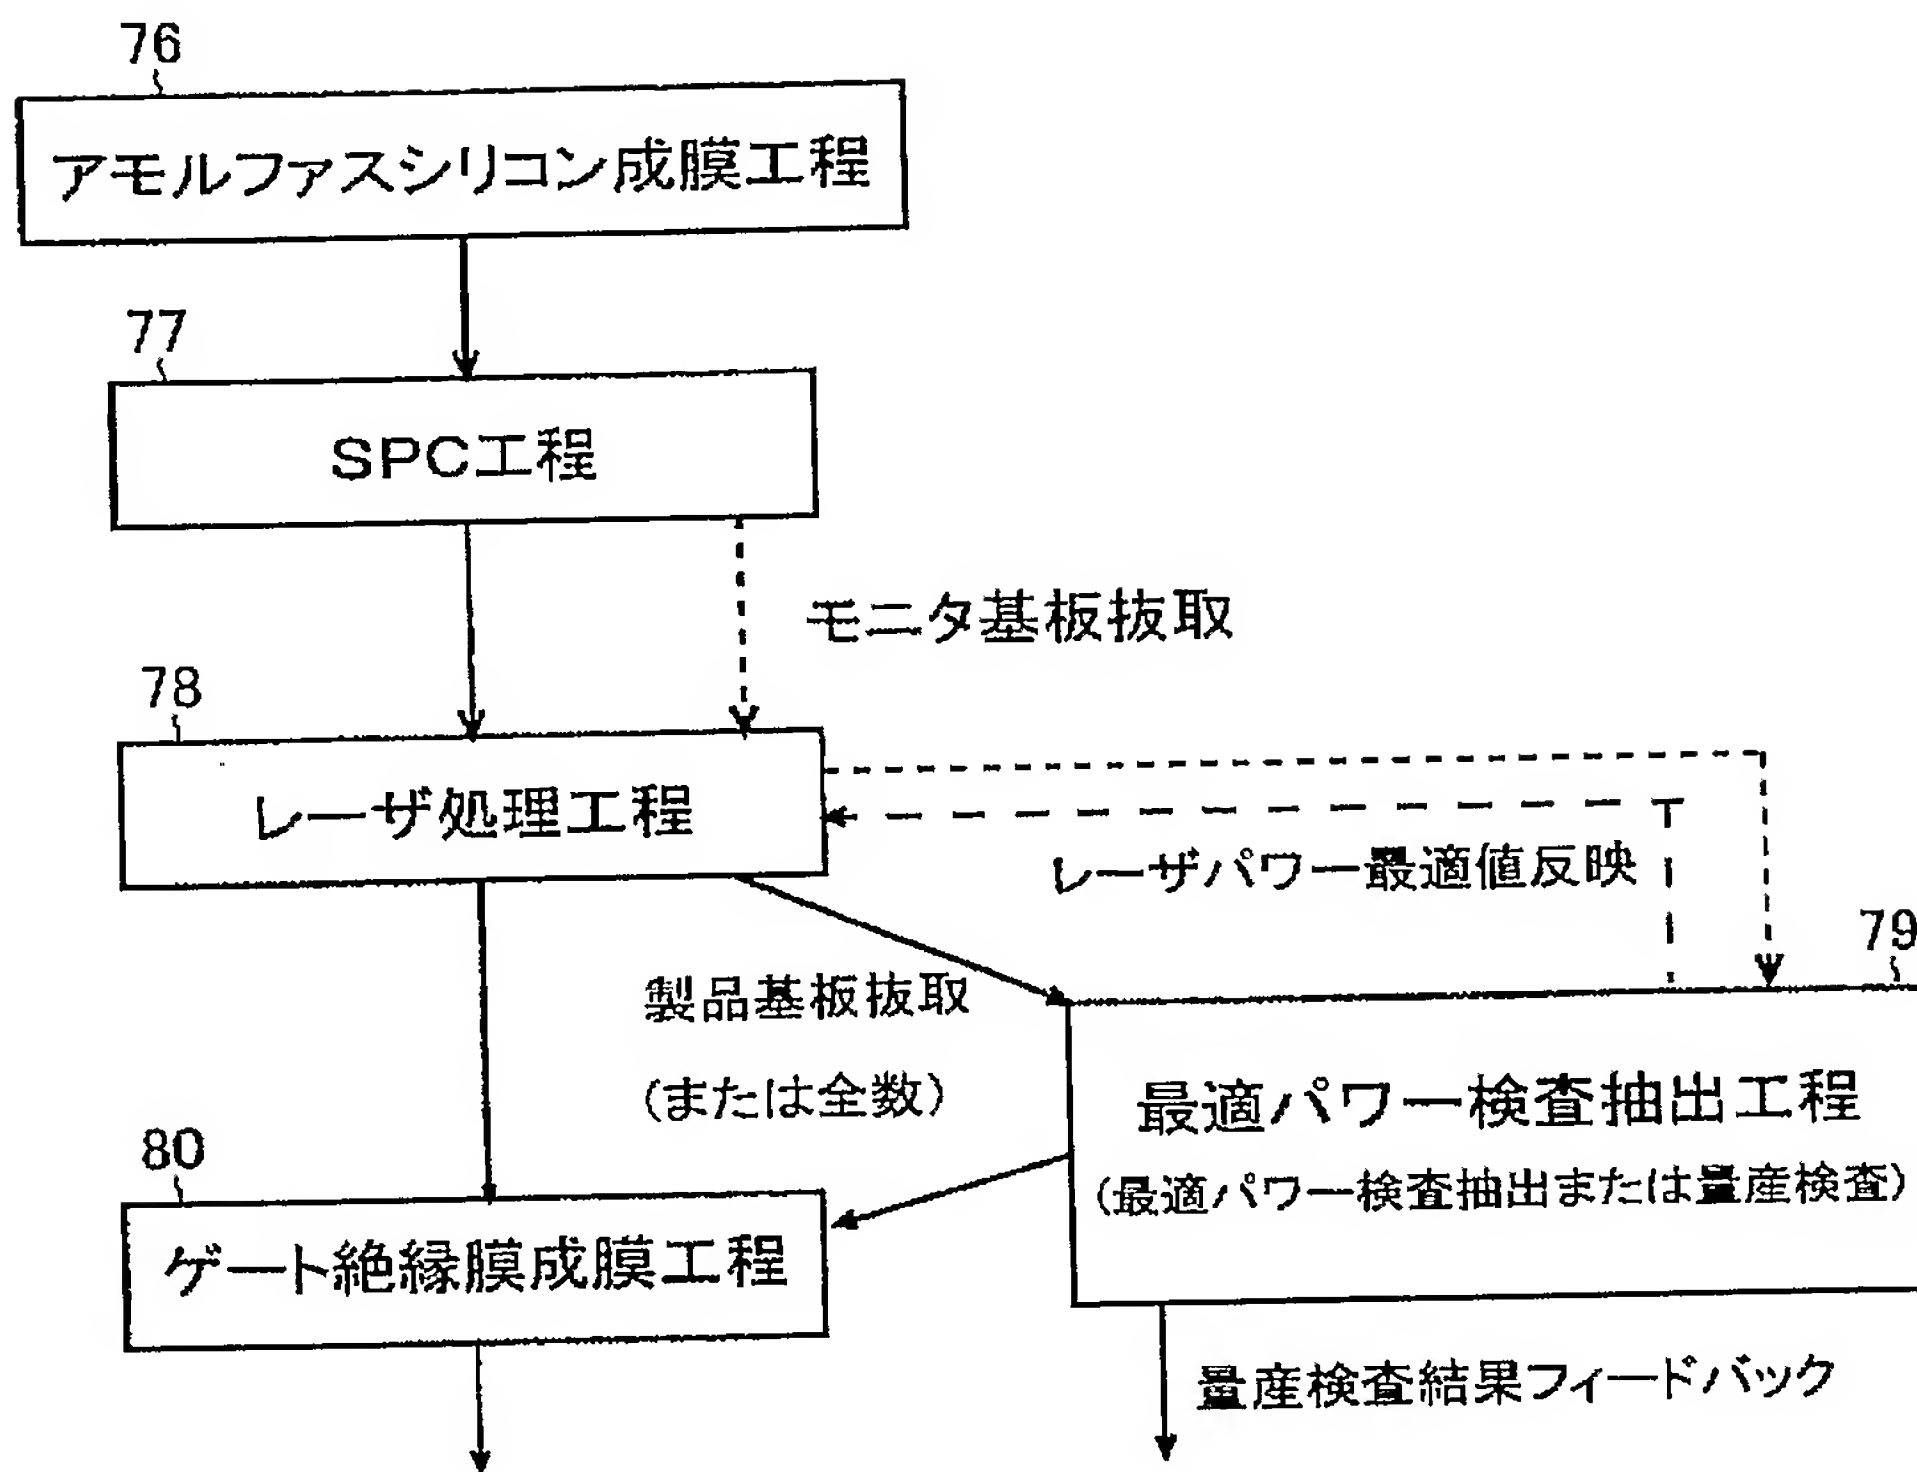 76
アモルファスシリコン成膜工程
77
SPC工程
モニタ基板抜取
78
レーザ処理工程
レーザパワー最適値反映
79
製品基板抜取
(または全数)
最適パワー検査抽出工程
(最適パワー検査抽出または量産検査)
80
ゲート絶縁膜成膜工程
量産検査結果フィードバック